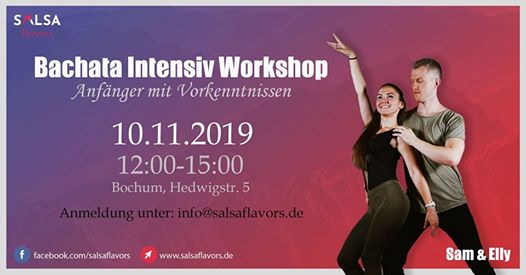 SALSA
flavors
Bachata Intensiv Workshop
Anfänger mit Vorkenntnissen
10.11.2019
12:00-15:00
Bochum, Hedwigstr. 5
Anmeldung unter: info@salsaflavors.de
facebook.com/salsaflavors
www.salsaflavors.de
Sam & Elly